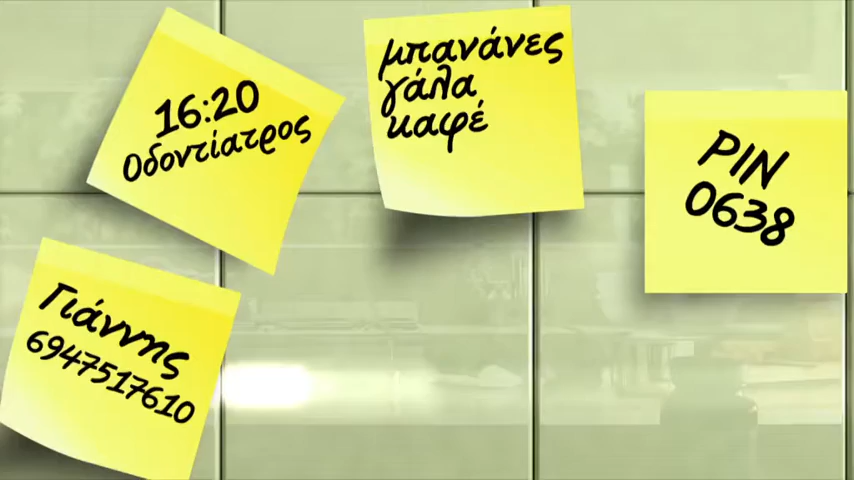 16:20
Οδοντίατρος
μπανάνες
γάλα
καφέ
PIN
0638
Γιάννης
6947517610